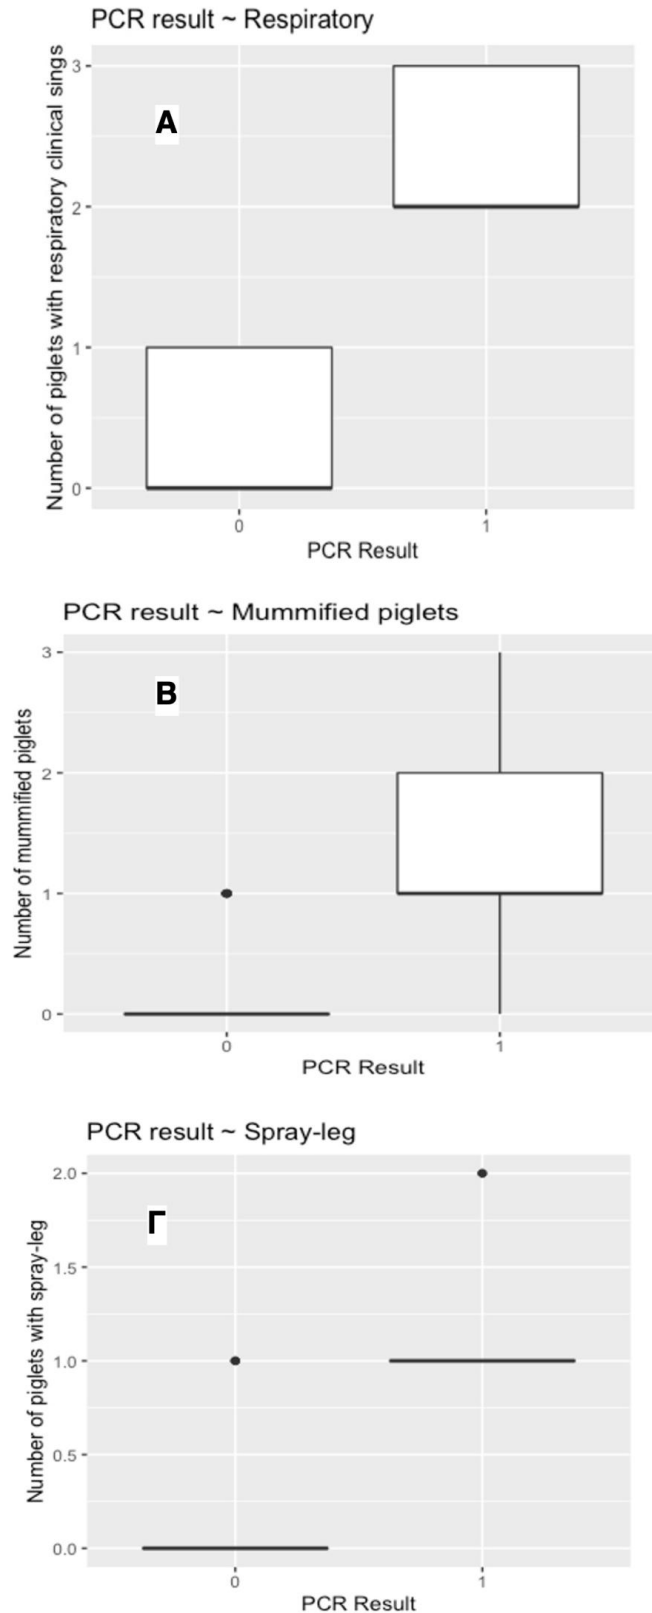 PCR result ~ Respiratory
Number of piglets with respiratory clinical sings
A
3
2
1
0
0 1
PCR Result
PCR result ~ Mummified piglets
Number of mummified piglets
B
3
2
1
0
0 1
PCR Result
PCR result ~ Spray-leg
Number of piglets with spray-leg
Γ
2.0
1.5
1.0
0.5
0.0
0 1
PCR Result